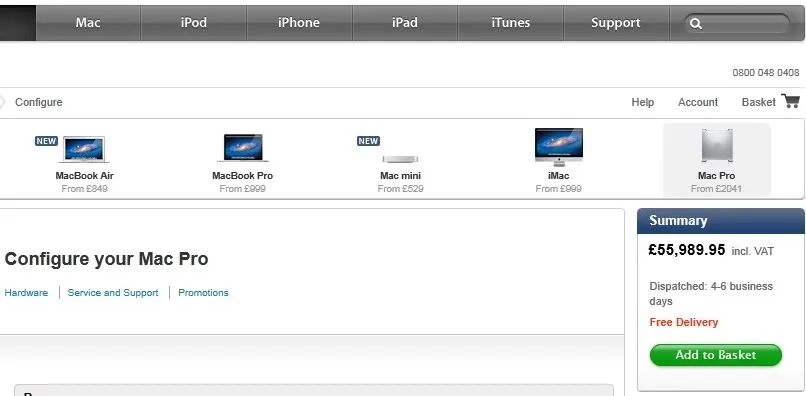 Mac iPod iPhone iPad iTunes Support
0800 048 0408
Configure Help Account Basket
NEW NEW
MacBook Air MacBook Pro Mac mini iMac Mac Pro
From £849 From £999 From £529 From £999 From £2041
Summary
£55,989.95 incl. VAT
Configure your Mac Pro
Dispatched: 4-6 business
days
Hardware Service and Support Promotions
Free Delivery
Add to Basket